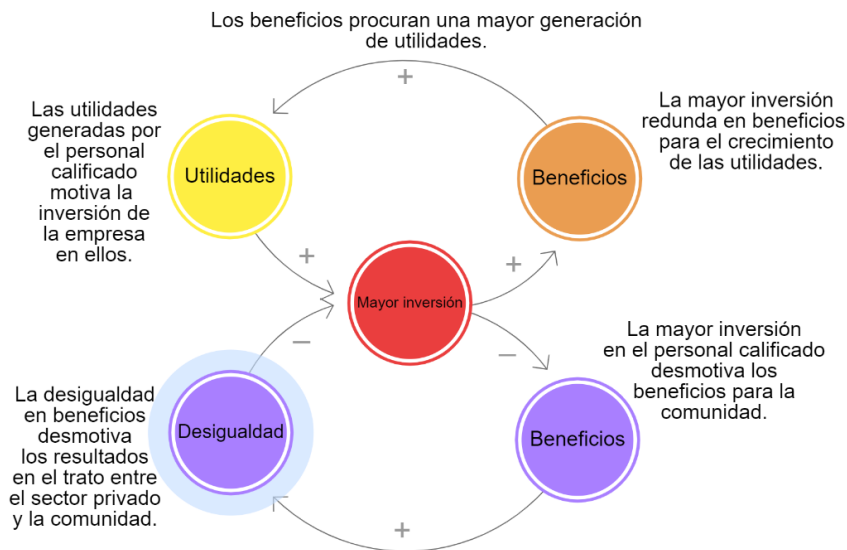 Los beneficios procuran una mayor generación
de utilidades.
+
Las utilidades
generadas por
el personal
calificado
motiva la
inversión de
la empresa
en ellos.
Utilidades
Beneficios
La mayor inversión
redunda en beneficios
para el crecimiento
de las utilidades.
+
+
Mayor inversión
−
−
La desigualdad
en beneficios
desmotiva
los resultados
en el trato entre
el sector privado
y la comunidad.
Desigualdad
Beneficios
La mayor inversión
en el personal calificado
desmotiva los
beneficios para la
comunidad.
+